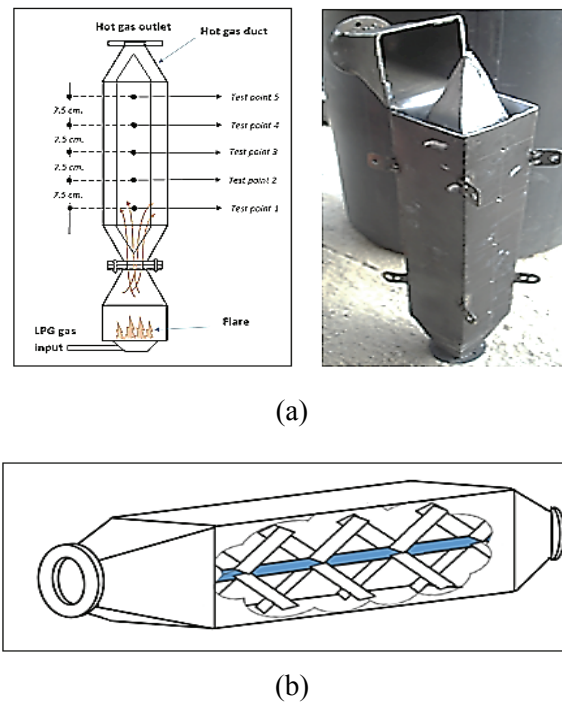 Hot gas outlet
Hot gas duct
7.5 cm.
7.5 cm.
7.5 cm.
7.5 cm.
Test point 5
Test point 4
Test point 3
Test point 2
Test point 1
LPG gas
input
Flare
(a)
(b)